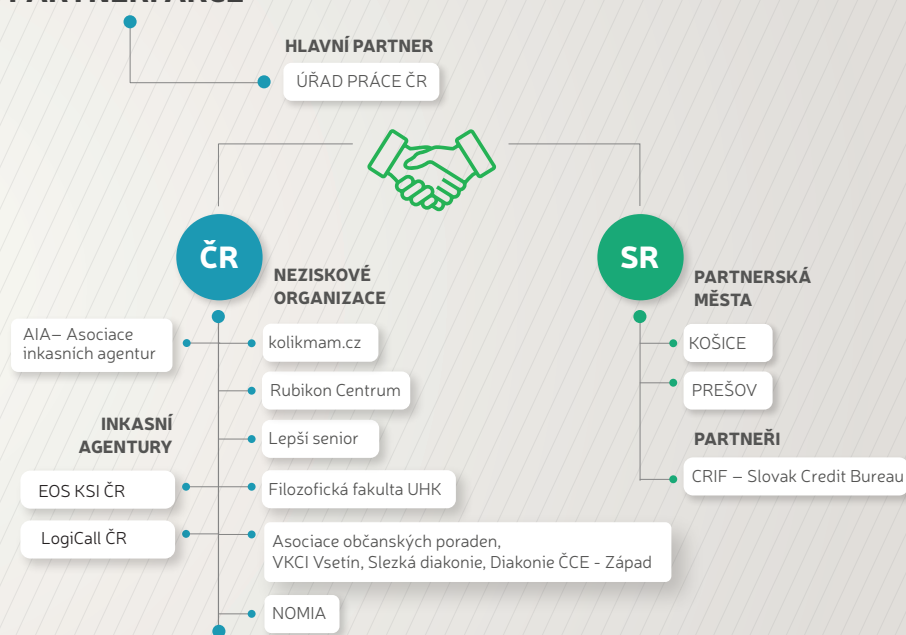 HLAVNÍ PARTNER
ÚŘAD PRÁCE ČR
ČR
NEZISKOVÉ
ORGANIZACE
AIA– Asociace
inkasních agentur
kolikmam.cz
Rubikon Centrum
INKASNÍ
AGENTURY
Lepší senior
EOS KSI ČR
Filozofická fakulta UHK
LogiCall ČR
Asociace občanských poraden,
VKCI Vsetín, Slezká diakonie, Diakonie ČCE - Západ
NOMIA
SR
PARTNERSKÁ
MĚSTA
KOŠICE
PREŠOV
PARTNEŘI
CRIF – Slovak Credit Bureau